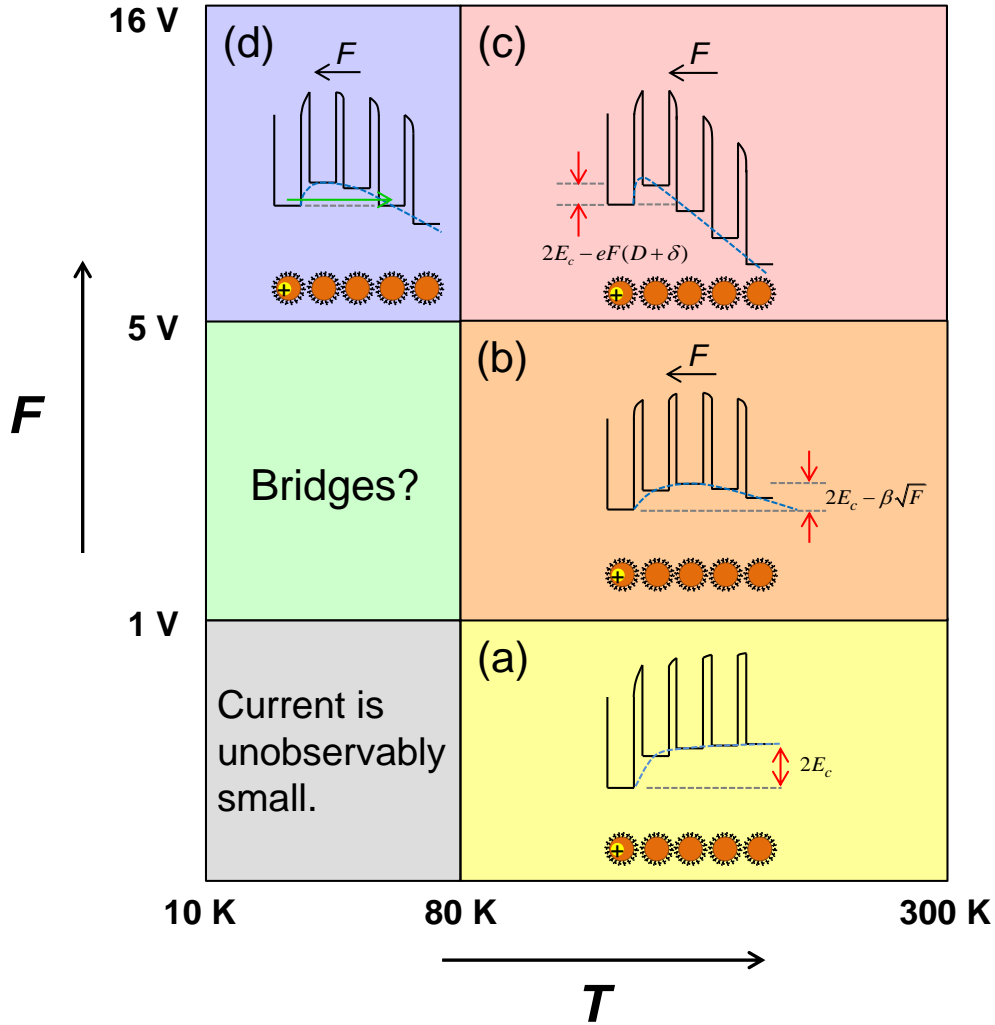 16 V
(d)
F
(c)
F
2E_c − eF(D + δ)
+
+
5 V
F
Bridges?
(b)
F
2E_c − β√F
+
1 V
Current is
unobservably
small.
(a)
2E_c
+
10 K
80 K
300 K
T